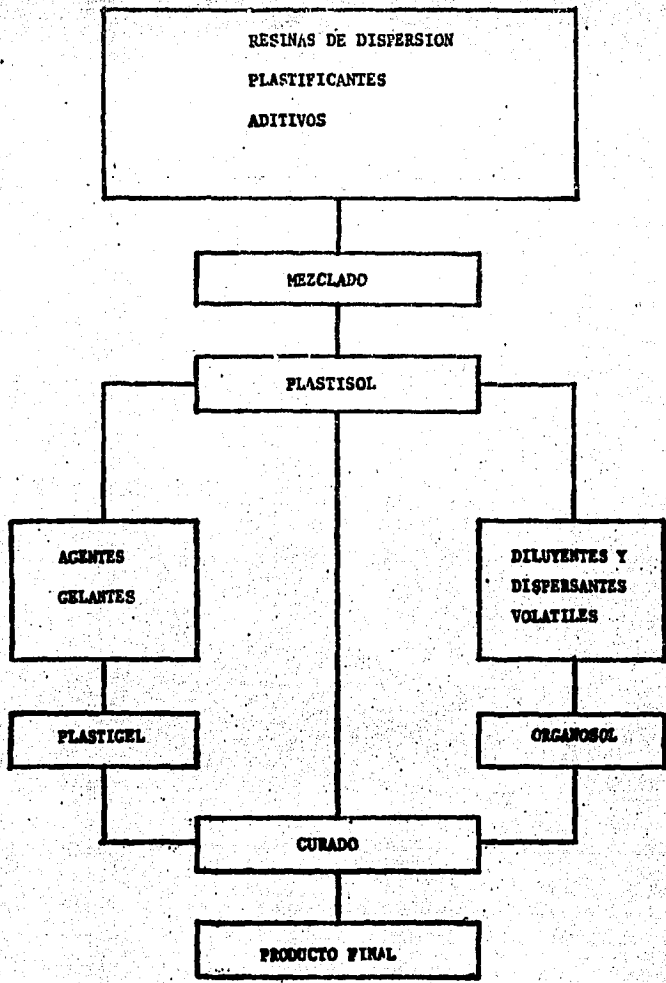 RESINAS DE DISPERSION
PLASTIFICANTES
ADITIVOS
MEZCLADO
PLASTISOL
AGENTES
GELANTES
DILUYENTES Y
DISPERSANTES
VOLATILES
PLASTIGEL
ORGANOSOL
CURADO
PRODUCTO FINAL